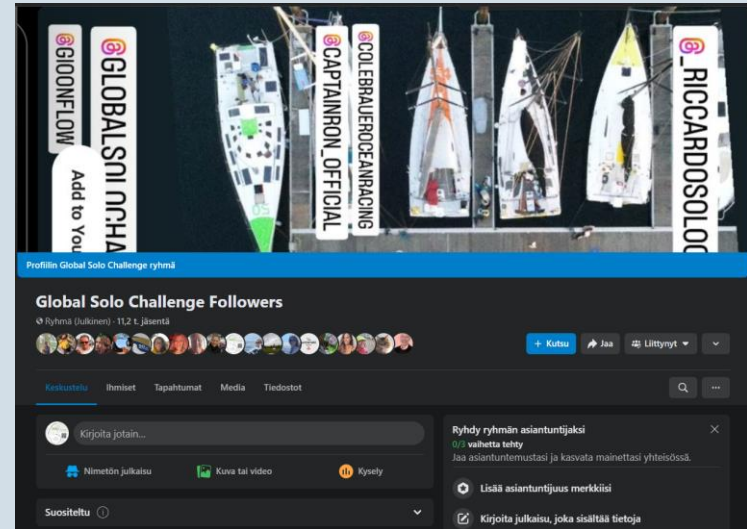 @GIOONFLOW
@GLOBALSOLOCHA
Add to You
@CAPTAINRON_OFFICIAL
@COLEBRAUEROCEANRACING
@_RICCARDOSOLOC
Profiilin Global Solo Challenge ryhmä
Global Solo Challenge Followers
Ryhmä (Julkinen) · 11,2 t. jäsentä
+ Kutsu
Jaa
Liittynyt
Keskustelu
Ihmiset
Tapahtumat
Media
Tiedostot
Kirjoita jotain...
Nimetön julkaisu
Kuva tai video
Kysely
Suositeltu
Ryhdy ryhmän asiantuntijaksi
0/3 vaihetta tehty
Jaa asiantuntemustasi ja kasvata mainettasi yhteisössä.
Lisää asiantuntijuus merkkiisi
Kirjoita julkaisu, joka sisältää tietoja